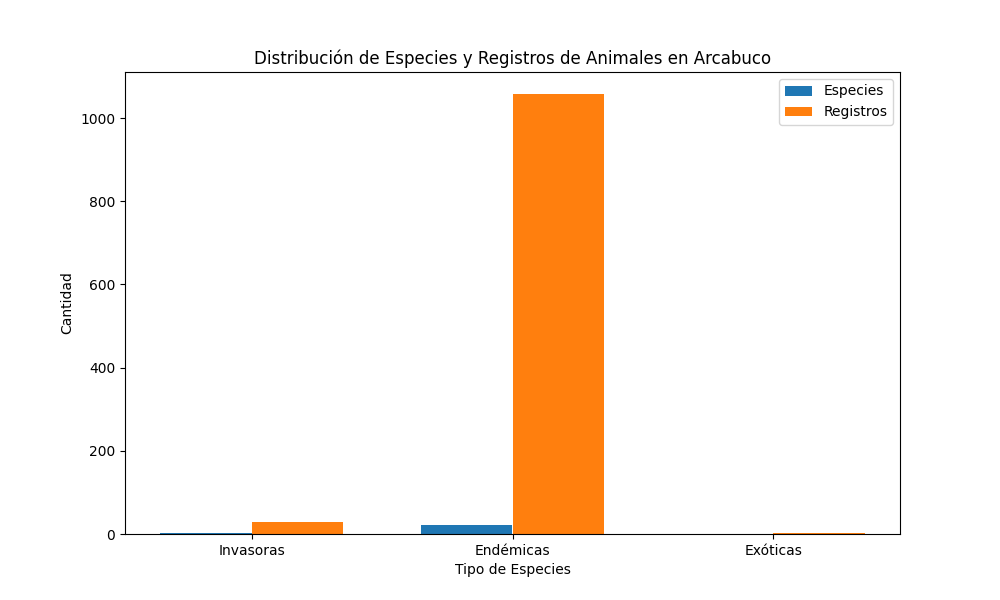 Distribución de Especies y Registros de Animales en Arcabuco
Especies
Registros
1000
800
600
400
200
0
Cantidad
Invasoras
Endémicas
Exóticas
Tipo de Especies